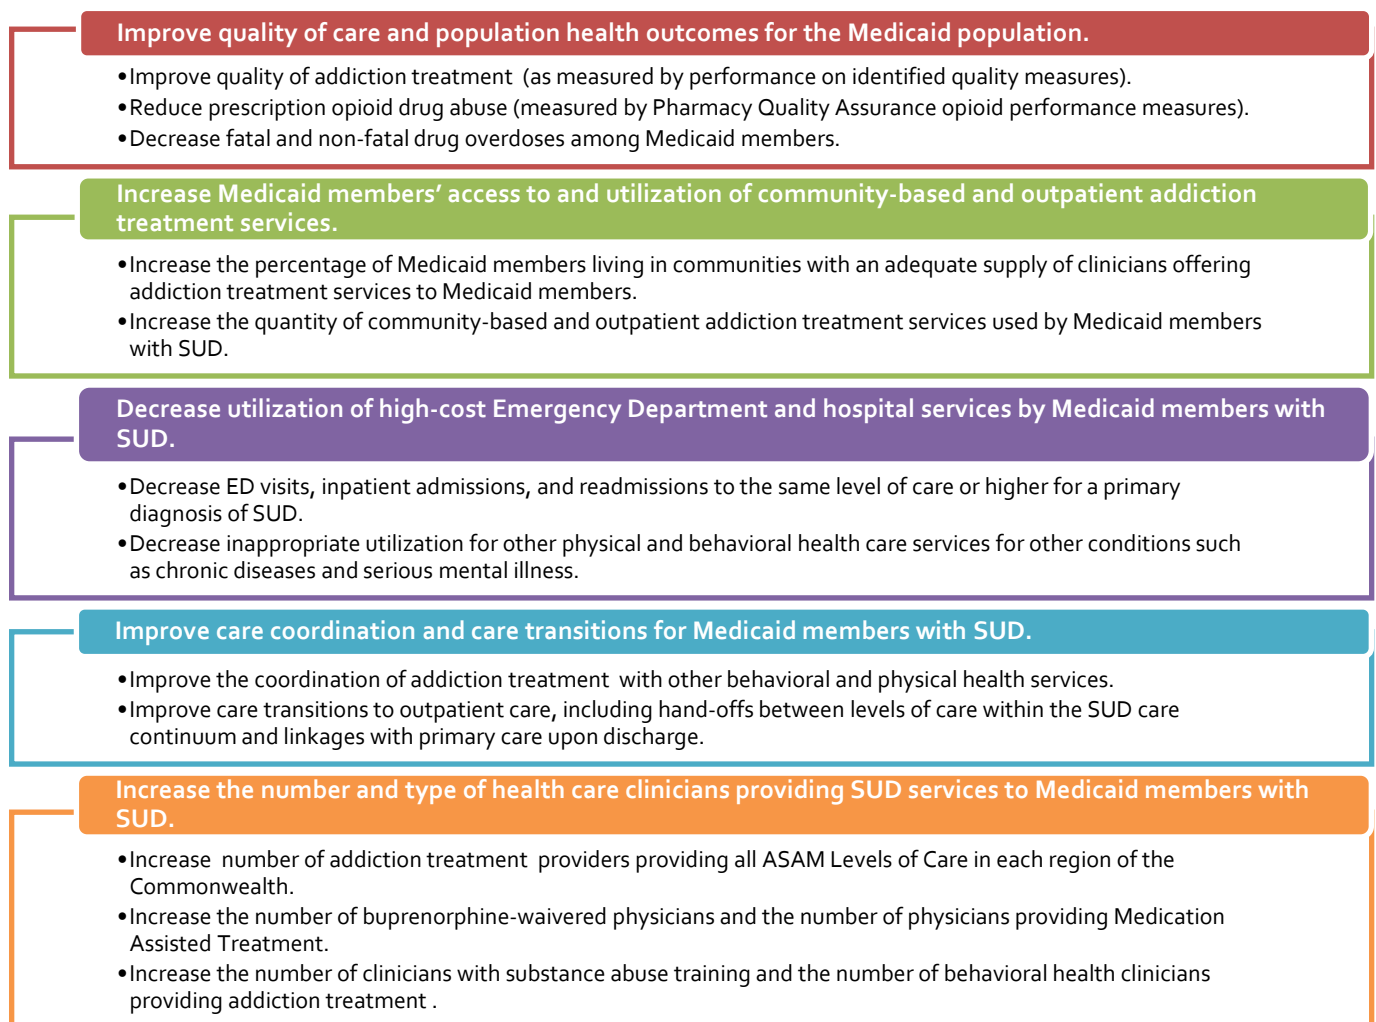 Improve quality of care and population health outcomes for the Medicaid population.
•Improve quality of addiction treatment (as measured by performance on identified quality measures).
•Reduce prescription opioid drug abuse (measured by Pharmacy Quality Assurance opioid performance measures).
•Decrease fatal and non-fatal drug overdoses among Medicaid members.
Increase Medicaid members’ access to and utilization of community-based and outpatient addiction
treatment services.
•Increase the percentage of Medicaid members living in communities with an adequate supply of clinicians offering
addiction treatment services to Medicaid members.
•Increase the quantity of community-based and outpatient addiction treatment services used by Medicaid members
with SUD.
Decrease utilization of high-cost Emergency Department and hospital services by Medicaid members with
SUD.
•Decrease ED visits, inpatient admissions, and readmissions to the same level of care or higher for a primary
diagnosis of SUD.
•Decrease inappropriate utilization for other physical and behavioral health care services for other conditions such
as chronic diseases and serious mental illness.
Improve care coordination and care transitions for Medicaid members with SUD.
•Improve the coordination of addiction treatment with other behavioral and physical health services.
•Improve care transitions to outpatient care, including hand-offs between levels of care within the SUD care
continuum and linkages with primary care upon discharge.
Increase the number and type of health care clinicians providing SUD services to Medicaid members with
SUD.
•Increase number of addiction treatment providers providing all ASAM Levels of Care in each region of the
Commonwealth.
•Increase the number of buprenorphine-waivered physicians and the number of physicians providing Medication
Assisted Treatment.
•Increase the number of clinicians with substance abuse training and the number of behavioral health clinicians
providing addiction treatment .